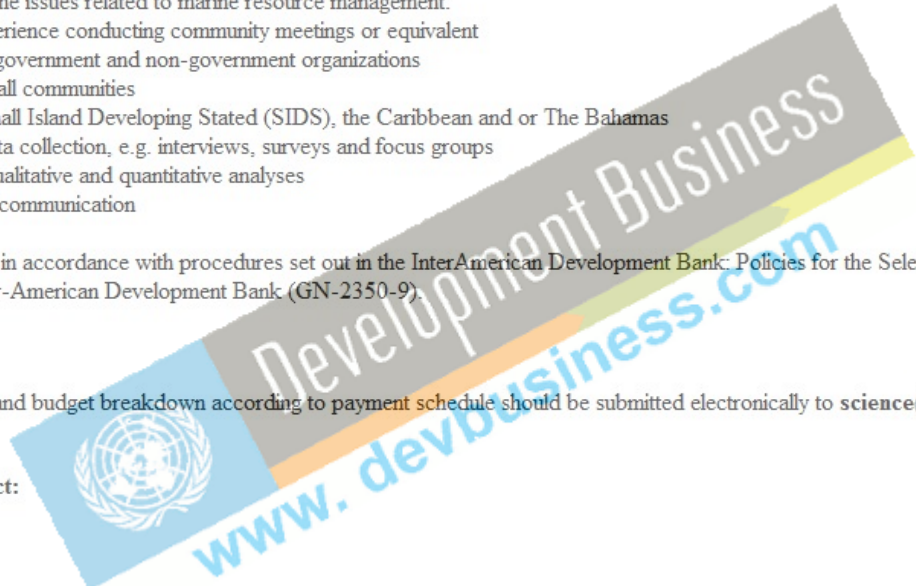 ne issues related to marine resource management.
erience conducting community meetings or equivalent
government and non-government organizations
all communities
all Island Developing Stated (SIDS), the Caribbean and or The Bahamas
ta collection, e.g. interviews, surveys and focus groups
ualitative and quantitative analyses
communication
in accordance with procedures set out in the InterAmerican Development Bank: Policies for the Sele
-American Development Bank (GN-2350-9).
and budget breakdown according to payment schedule should be submitted electronically to science
ct:
Development Business
www.devbusiness.com